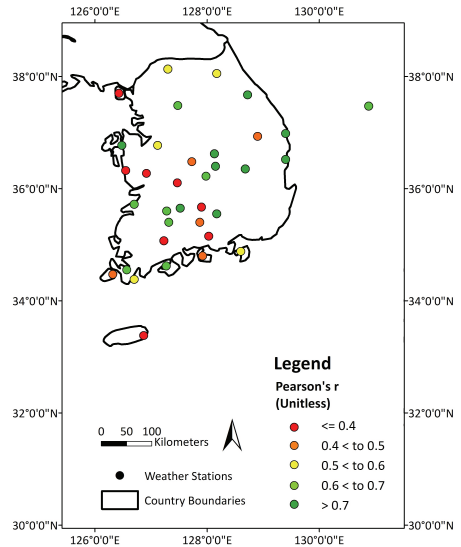 126°0'0"E 128°0'0"E 130°0'0"E
38°0'0"N 38°0'0"N
36°0'0"N 36°0'0"N
34°0'0"N 34°0'0"N
32°0'0"N 32°0'0"N
30°0'0"N 30°0'0"N
Legend
Pearson's r
(Unitless)
<= 0.4
0.4 < to 0.5
0.5 < to 0.6
0.6 < to 0.7
> 0.7
0 50 100
Kilometers
Weather Stations
Country Boundaries
126°0'0"E 128°0'0"E 130°0'0"E